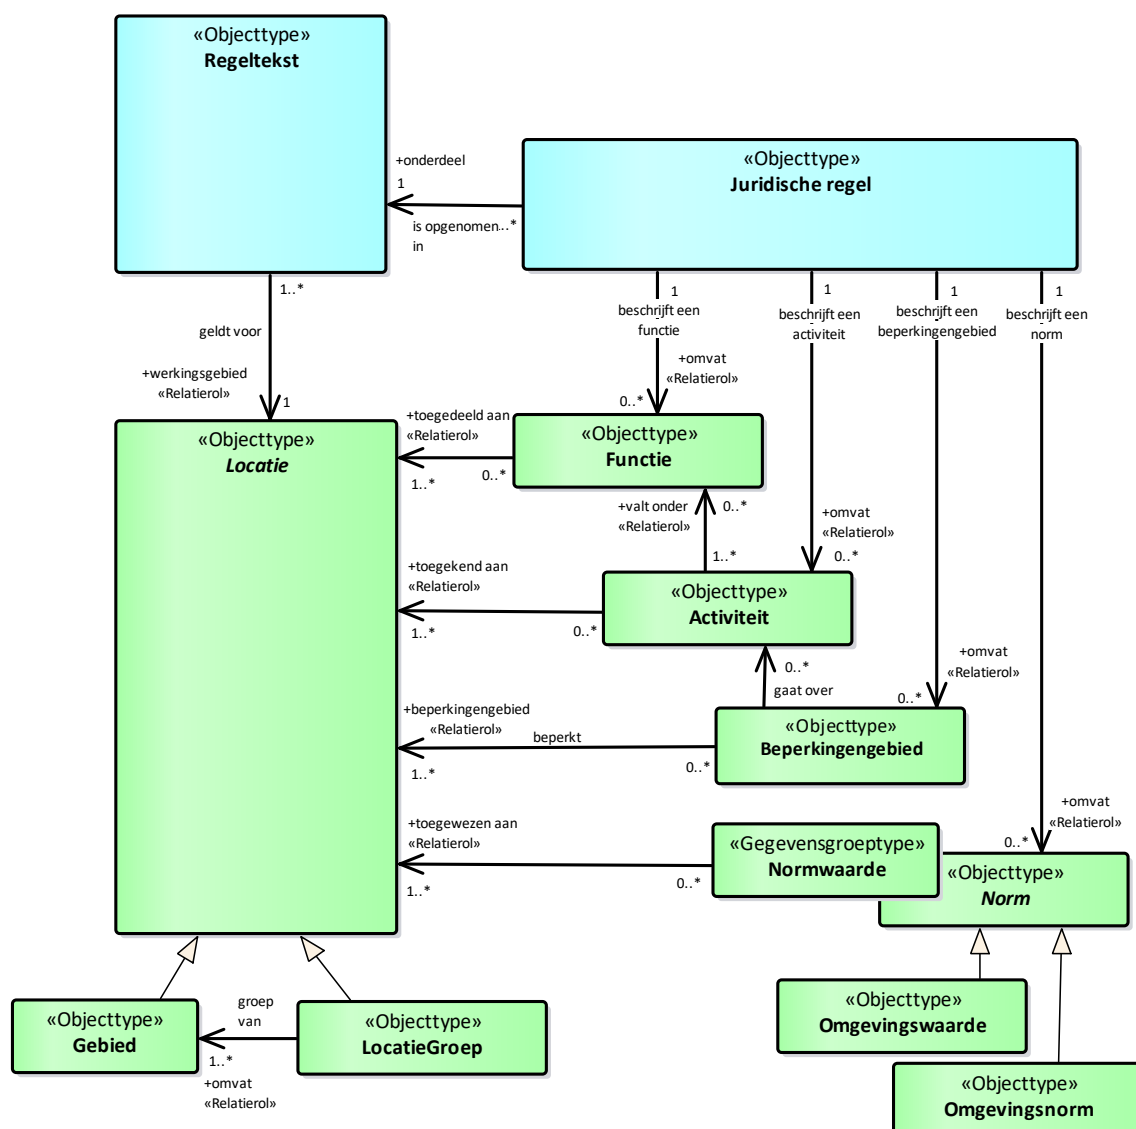 «Objecttype»
Regeltekst
+onderdeel
1
is opgenomen
..*
in
«Objecttype»
Juridische regel
1..*
geldt voor
+werkingsgebied
«Relatierol»
1
1
beschrijft een
functie
+omvat
«Relatierol»
0..*
1
beschrijft een
activiteit
+omvat
«Relatierol»
0..*
1
beschrijft een
beperkingengebied
+omvat
«Relatierol»
0..*
1
beschrijft een
norm
+omvat
«Relatierol»
0..*
«Objecttype»
Locatie
+toegedeeld aan
«Relatierol»
1..*
0..*
«Objecttype»
Functie
+valt onder
«Relatierol»
0..*
1..*
+toegekend aan
«Relatierol»
1..*
0..*
«Objecttype»
Activiteit
0..*
gaat over
+beperkingengebied
«Relatierol»
beperkt
1..*
0..*
«Objecttype»
Beperkingengebied
+toegewezen aan
«Relatierol»
1..*
0..*
«Gegevensgroeptype»
Normwaarde
«Objecttype»
Norm
«Objecttype»
Gebied
groep
van
1..*
+omvat
«Relatierol»
«Objecttype»
LocatieGroep
«Objecttype»
Omgevingswaarde
«Objecttype»
Omgevingsnorm